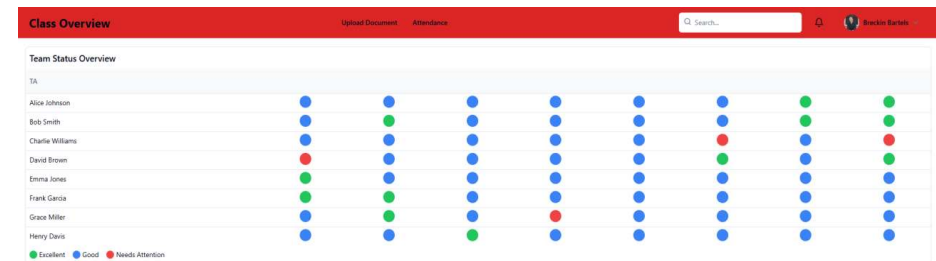 Class Overview Upload Document Attendance Search... Breckin Bartels
Team Status Overview
TA
Alice Johnson
Bob Smith
Charlie Williams
David Brown
Emma Jones
Frank Garcia
Grace Miller
Henry Davis
Excellent Good Needs Attention